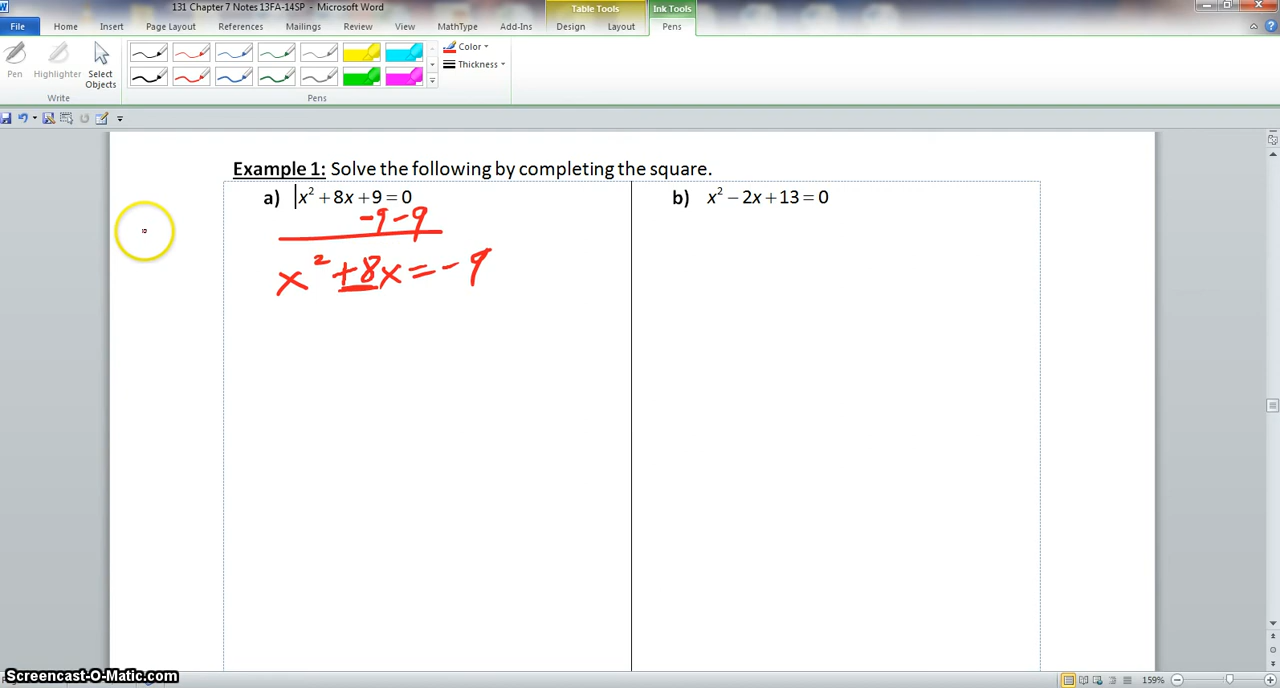 131 Chapter 7 Notes 13FA-14SP - Microsoft Word
Table Tools
Ink Tools
File Home Insert Page Layout References Mailings Review View MathType Add-Ins Design Layout Pens
Pen Highlighter Select Objects
Color
Thickness
Write
Pens
Example 1: Solve the following by completing the square.
a) x² + 8x + 9 = 0
-9 -9
x² +8x = -9
b) x² − 2x + 13 = 0
Screencast-O-Matic.com
159%